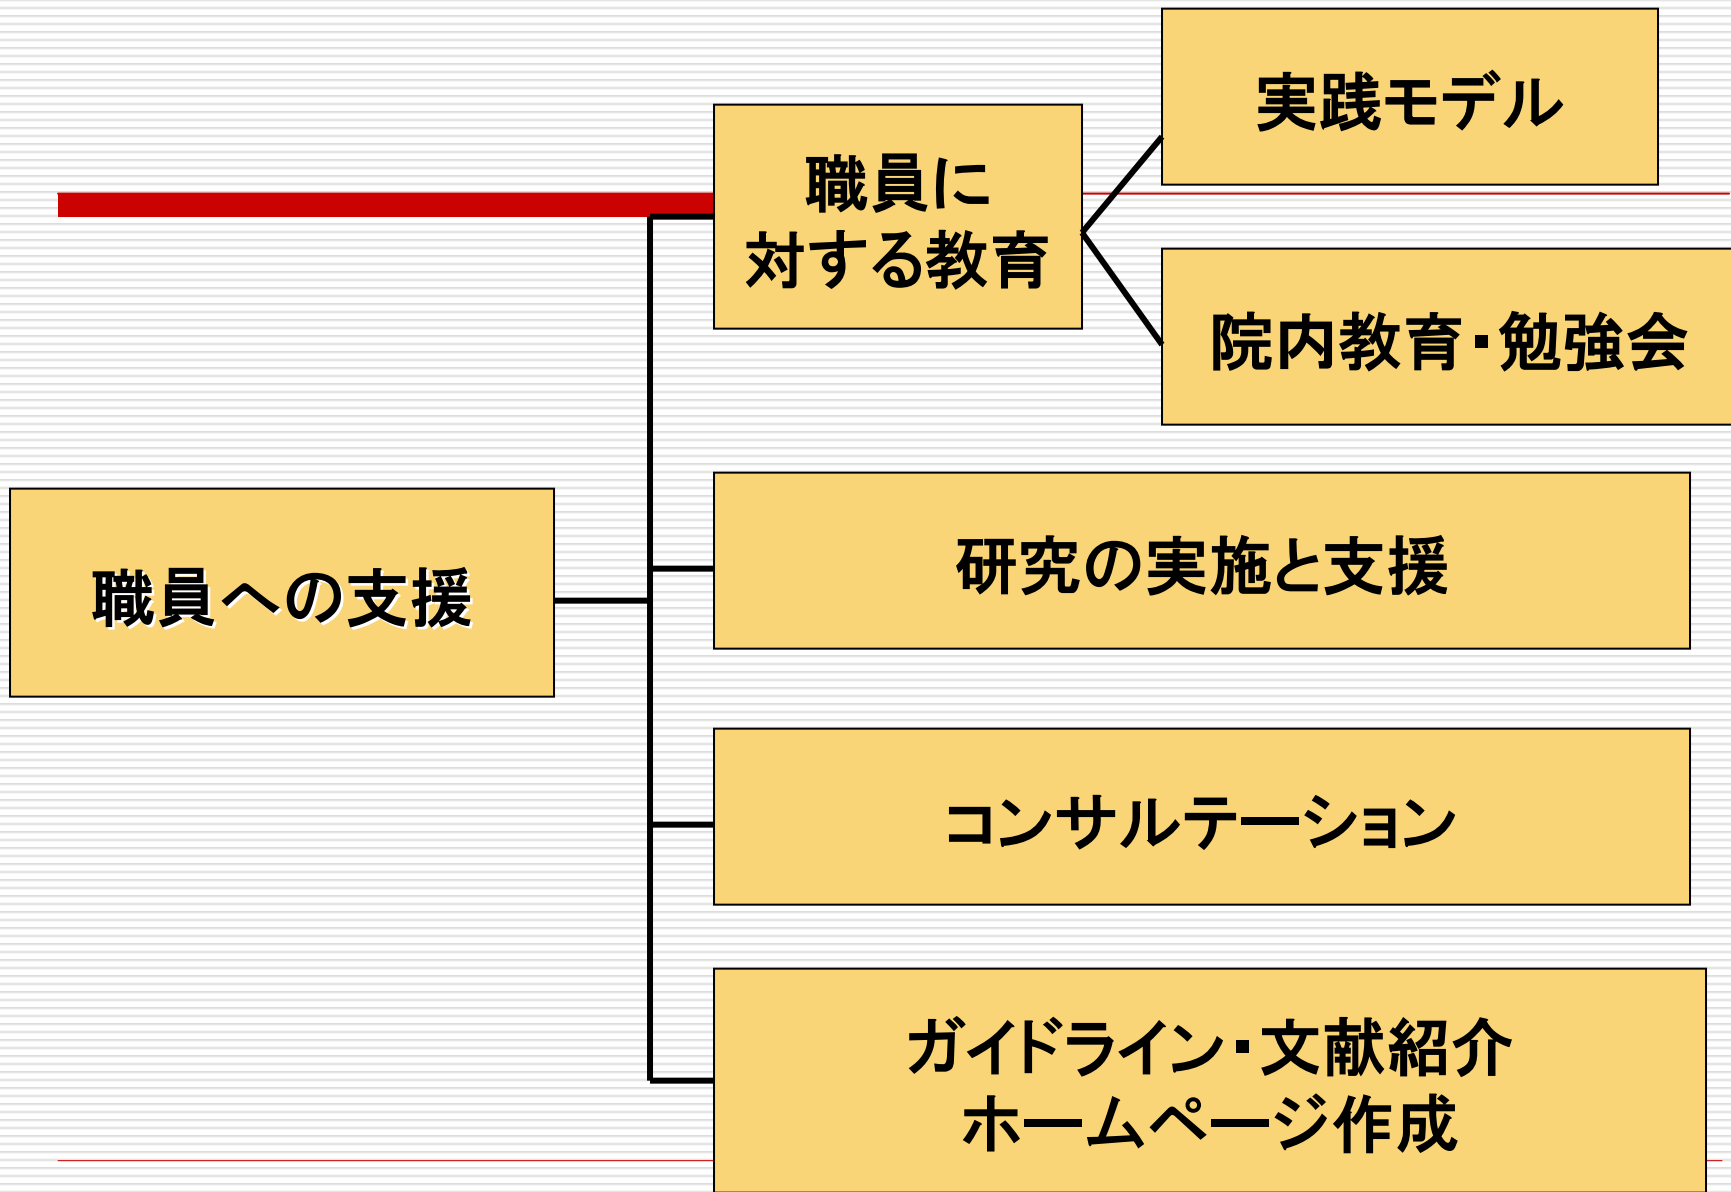 職員への支援
職員に
対する教育
実践モデル
院内教育・勉強会
研究の実施と支援
コンサルテーション
ガイドライン・文献紹介
ホームページ作成